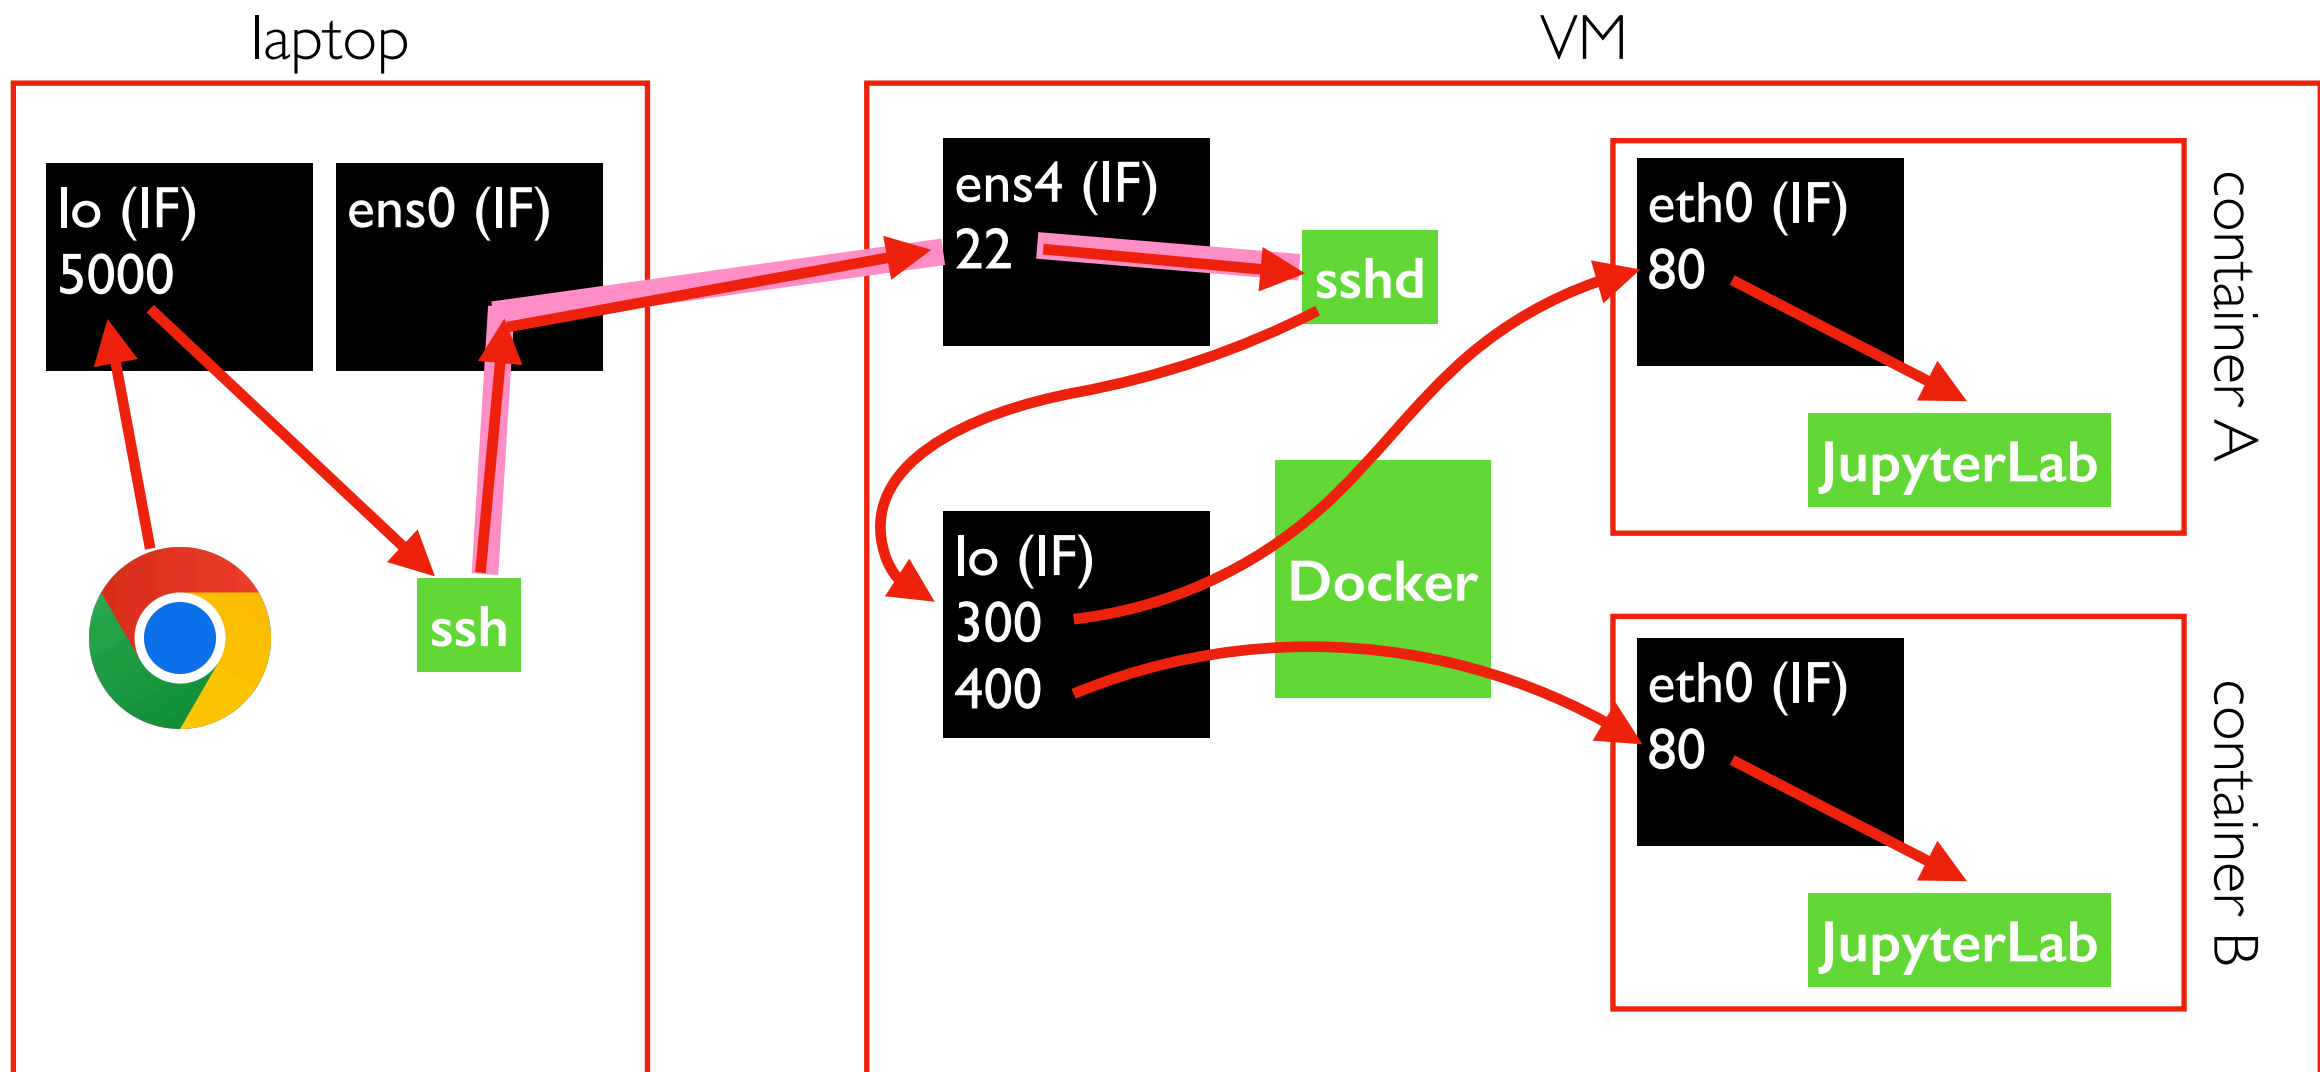 laptop
VM
lo (IF)
5000
ens0 (IF)
ssh
ens4 (IF)
22
sshd
lo (IF)
300
400
Docker
eth0 (IF)
80
JupyterLab
container A
eth0 (IF)
80
JupyterLab
container B